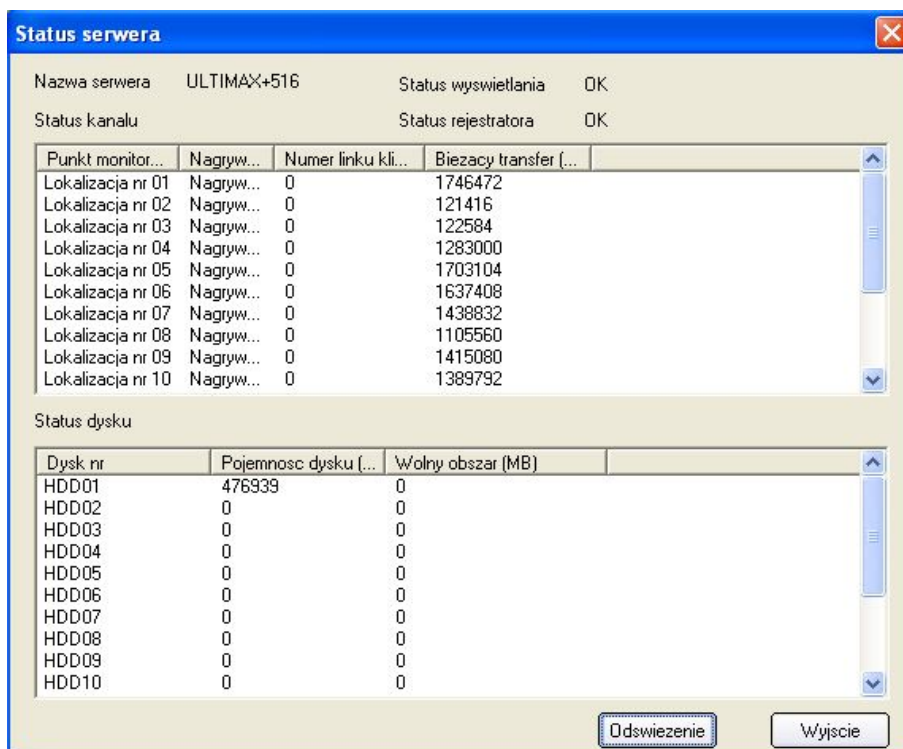 Status serwera
Nazwa serwera ULTIMAX+516 Status wyswietlania OK
Status kanalu Status rejestratora OK
Punkt monitor... Nagryw... Numer linku kli... Biezacy transfer (...
Lokalizacja nr 01 Nagryw... 0 1746472
Lokalizacja nr 02 Nagryw... 0 121416
Lokalizacja nr 03 Nagryw... 0 122584
Lokalizacja nr 04 Nagryw... 0 1283000
Lokalizacja nr 05 Nagryw... 0 1703104
Lokalizacja nr 06 Nagryw... 0 1637408
Lokalizacja nr 07 Nagryw... 0 1438832
Lokalizacja nr 08 Nagryw... 0 1105560
Lokalizacja nr 09 Nagryw... 0 1415080
Lokalizacja nr 10 Nagryw... 0 1389792
Status dysku
Dysk nr Pojemnosc dysku (... Wolny obszar (MB)
HDD01 476939 0
HDD02 0 0
HDD03 0 0
HDD04 0 0
HDD05 0 0
HDD06 0 0
HDD07 0 0
HDD08 0 0
HDD09 0 0
HDD10 0 0
Odswiezenie Wyjscie